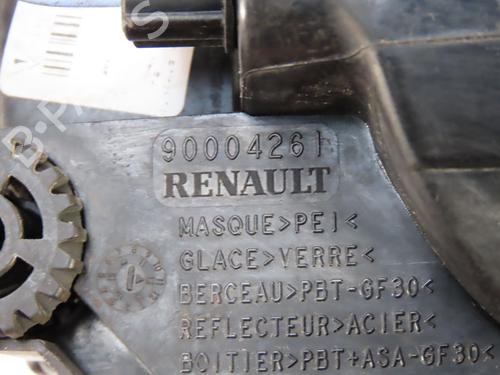 90004261
RENAULT
MASQUE>PEI<
GLACE>VERRE<
BERCEAU>PBT-GF30<
REFLECTEUR>ACIER<
BOITIER>PBT+ASA-GF30<